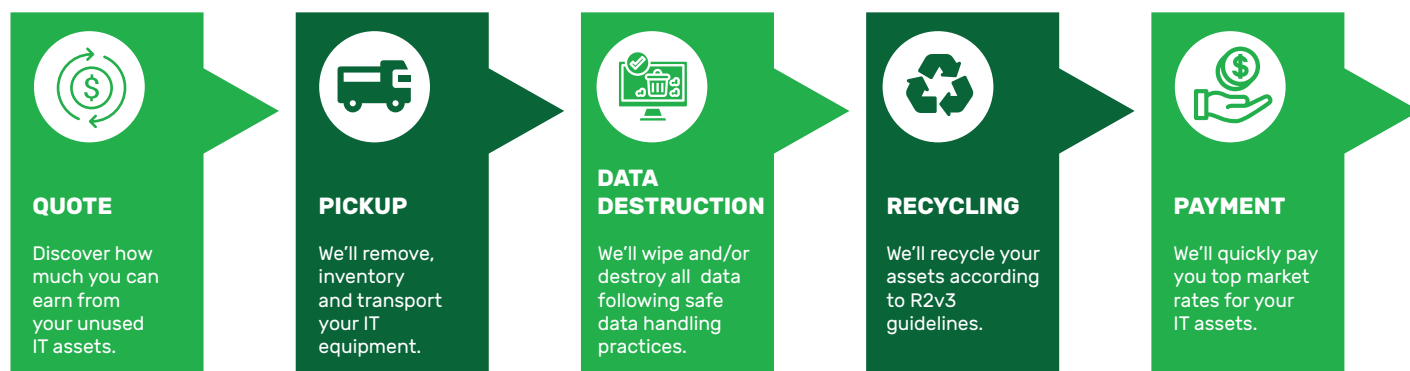 QUOTE
Discover how
much you can
earn from
your unused
IT assets.
PICKUP
We'll remove,
inventory
and transport
your IT
equipment.
DATA
DESTRUCTION
We'll wipe and/or
destroy all  data
following safe
data handling
practices.
RECYCLING
We'll recycle your
assets according
to R2v3
guidelines.
PAYMENT
We'll quickly pay
you top market
rates for your
IT assets.